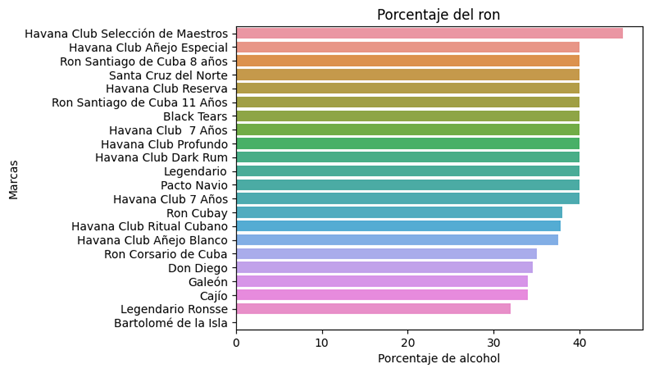 Porcentaje del ron
Havana Club Selección de Maestros
Havana Club Añejo Especial
Ron Santiago de Cuba 8 años
Santa Cruz del Norte
Havana Club Reserva
Ron Santiago de Cuba 11 Años
Black Tears
Havana Club  7 Años
Havana Club Profundo
Havana Club Dark Rum
Legendario
Pacto Navio
Havana Club 7 Años
Ron Cubay
Havana Club Ritual Cubano
Havana Club Añejo Blanco
Ron Corsario de Cuba
Don Diego
Galeón
Cajío
Legendario Ronsse
Bartolomé de la Isla
Marcas
0 10 20 30 40
Porcentaje de alcohol